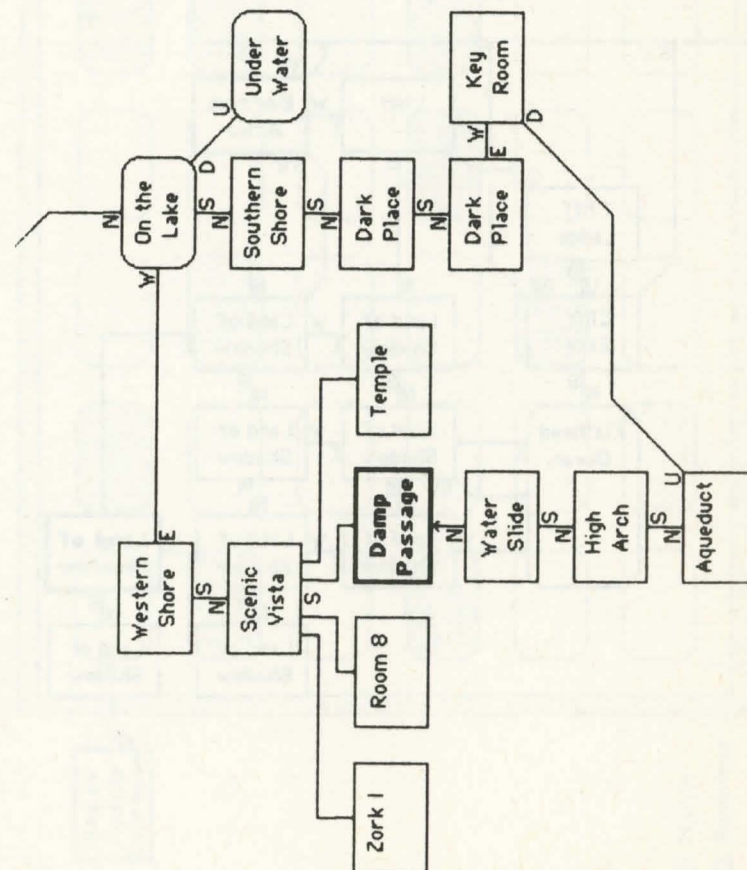 N
Western
Shore
E
W
On the
Lake
S
D
S
N
N
U
Scenic
Vista
Southern
Shore
Under
Water
S
S
N
Zork I
Room 8
Damp
Passage
Temple
Dark
Place
S
N
N
Water
Slide
Dark
Place
E
W
Key
Room
S
D
N
High
Arch
S
N
U
Aqueduct